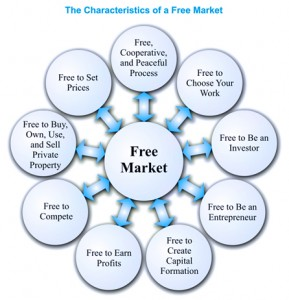 The Characteristics of a Free Market
Free,
Cooperative,
and Peaceful
Process
Free to
Choose Your
Work
Free to Be an
Investor
Free to Be an
Entrepreneur
Free to
Create
Capital
Formation
Free to Earn
Profits
Free to
Compete
Free to Buy,
Own, Use,
and Sell
Private
Property
Free to Set
Prices
Free
Market